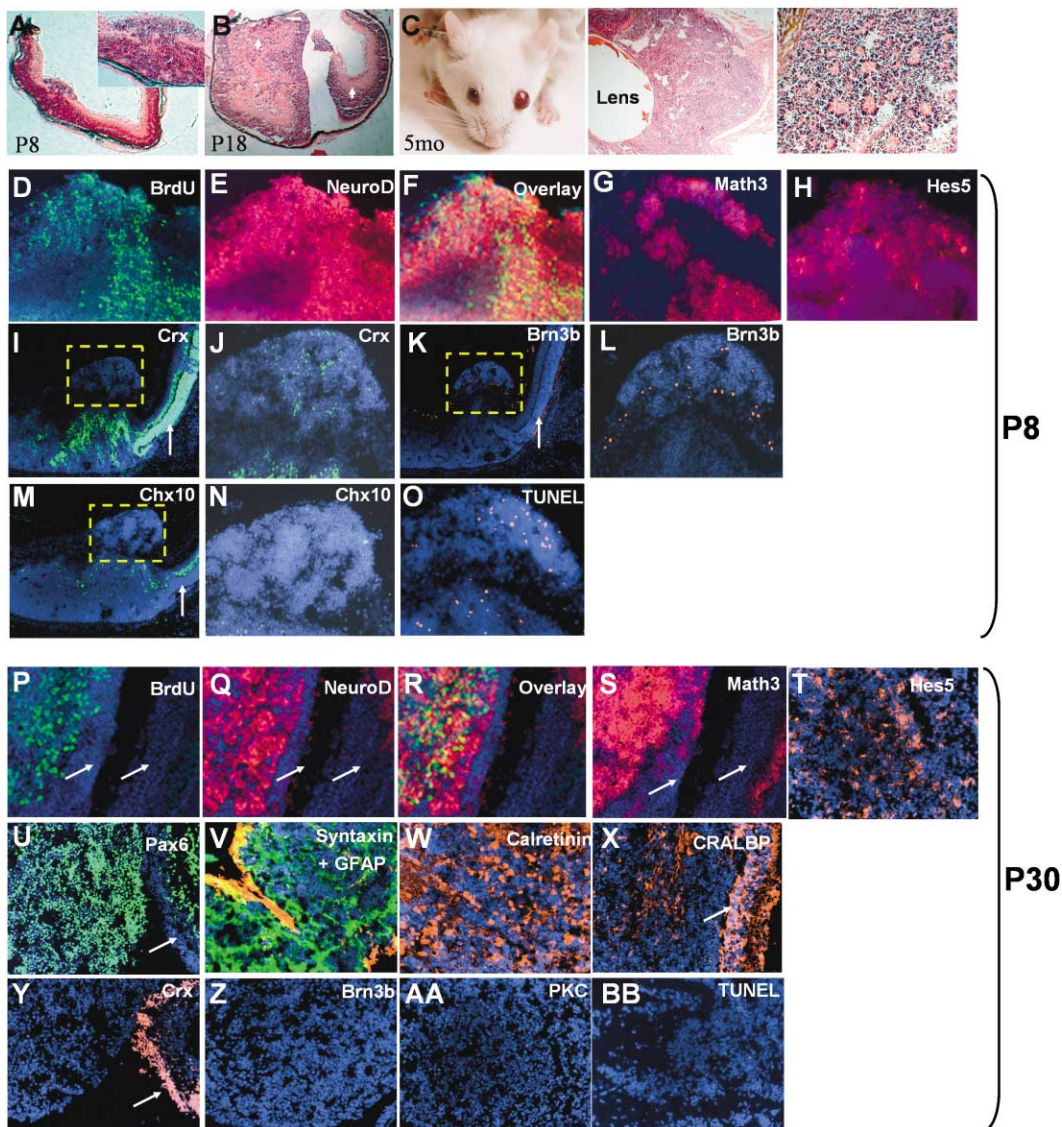 A
P8
B
P18
C
5mo
Lens
D BrdU
E NeuroD
F Overlay
G Math3
H Hes5
I Crx
J Crx
K Brn3b
L Brn3b
M Chx10
N Chx10
O TUNEL
P8
P BrdU
Q NeuroD
R Overlay
S Math3
T Hes5
U Pax6
V Syntaxin
+ GFAP
W Calretinin
X CRALBP
Y Crx
Z Brn3b
AA PKC
BB TUNEL
P30